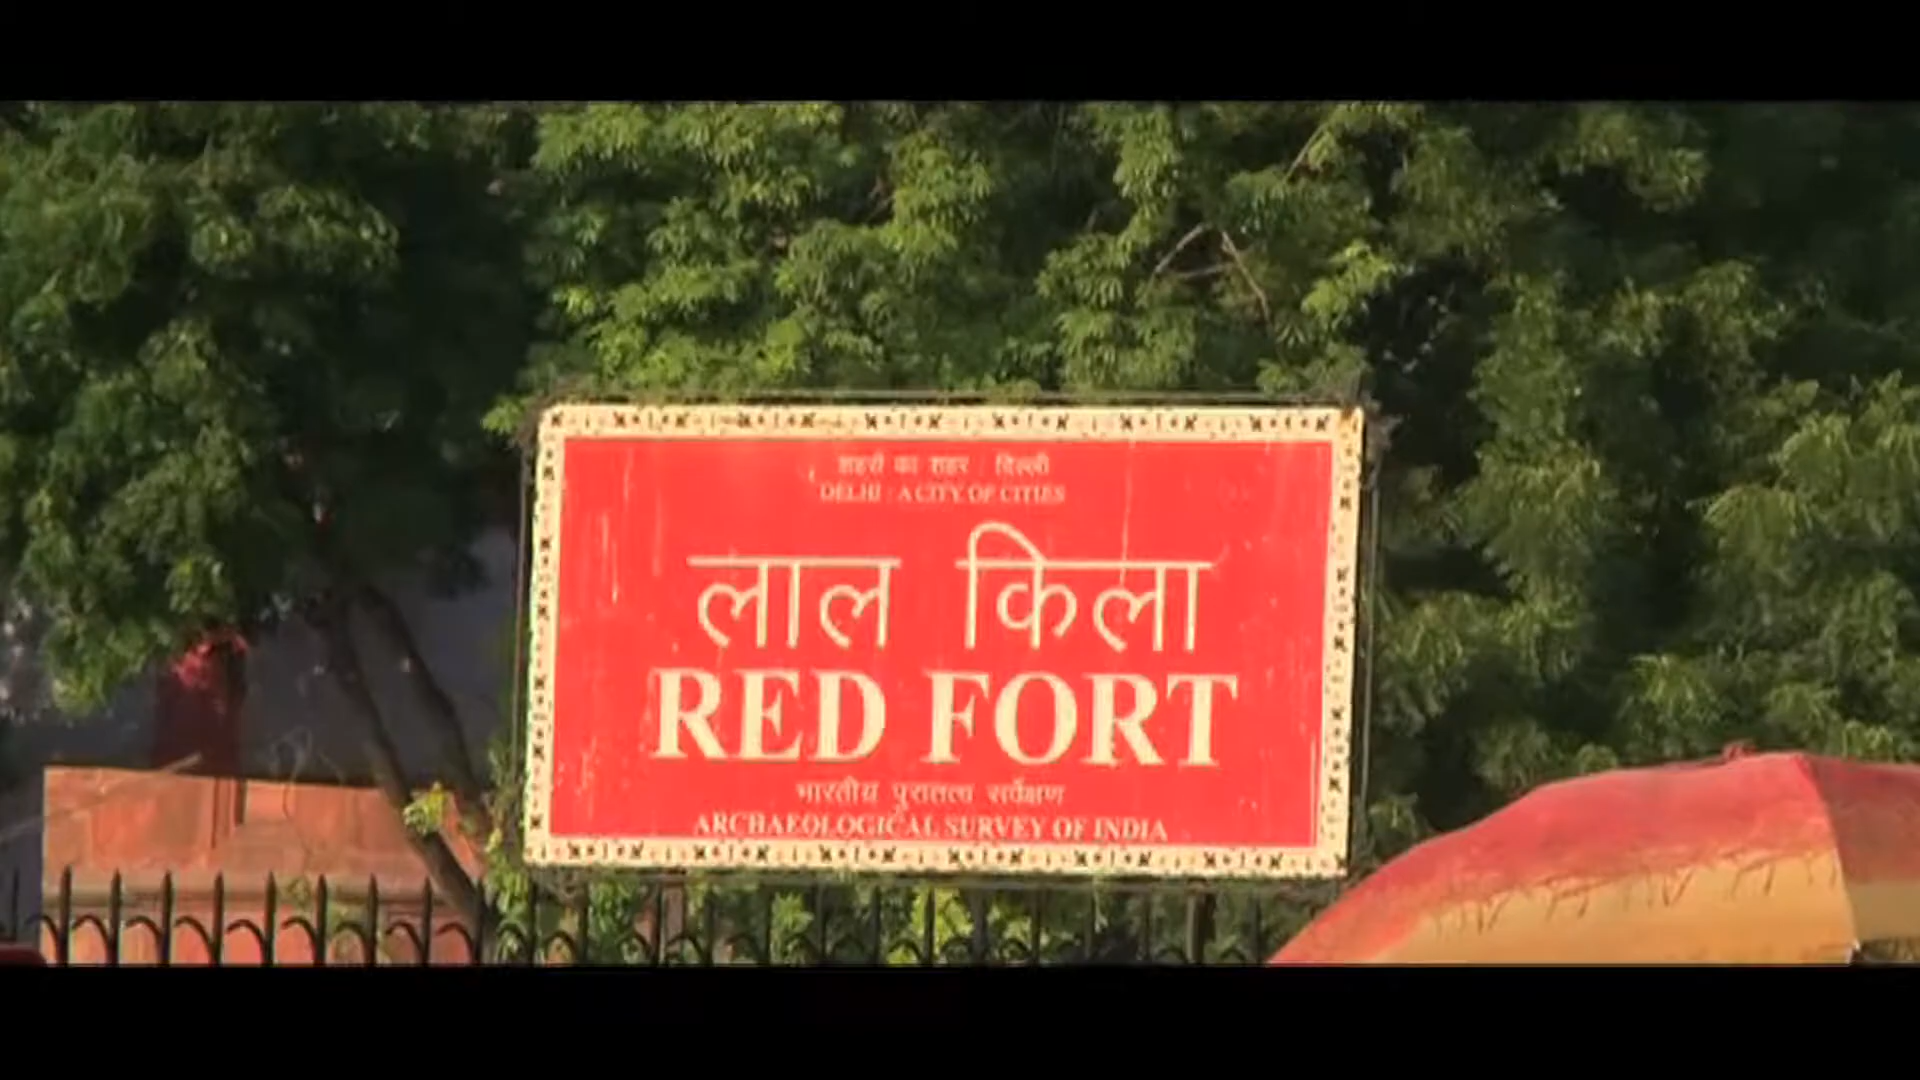 शहरों का शहर : दिल्ली
DELHI : A CITY OF CITIES
लाल किला
RED FORT
भारतीय पुरातत्व सर्वेक्षण
ARCHAEOLOGICAL SURVEY OF INDIA